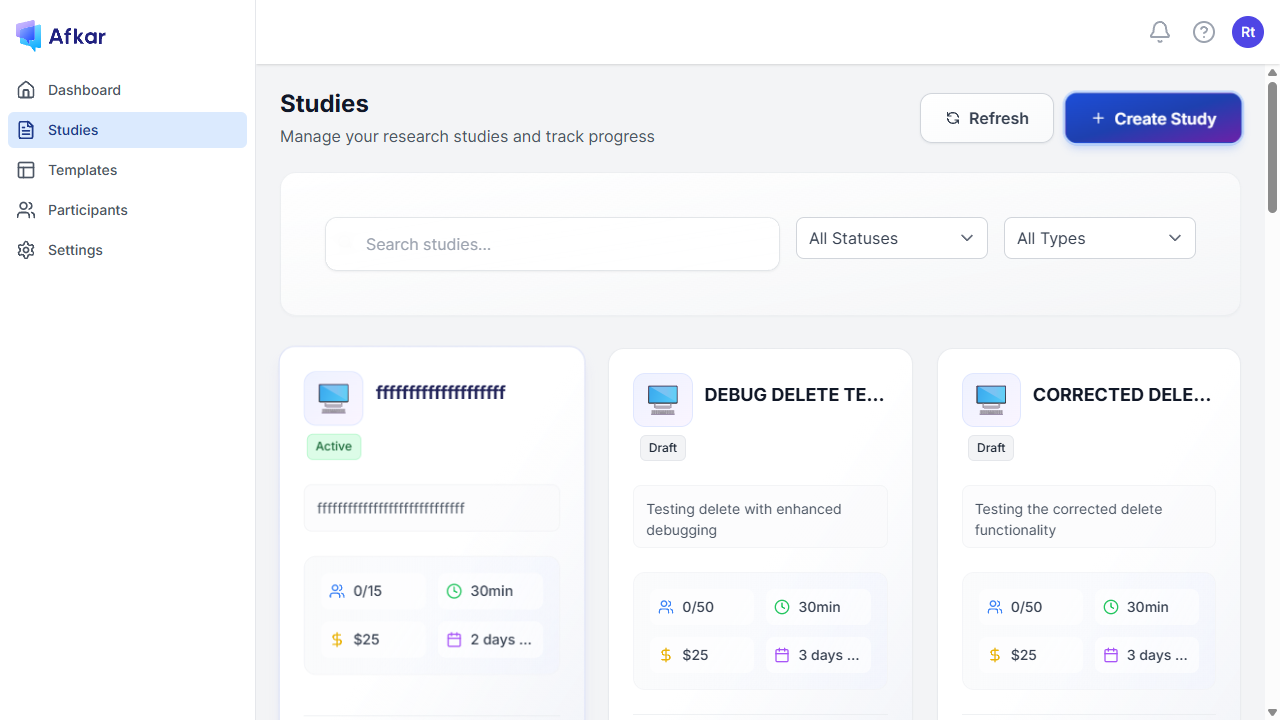 Afkar
Rt
Dashboard
Studies
Templates
Participants
Settings
Studies
Manage your research studies and track progress
Refresh
+ Create Study
Search studies...
All Statuses
All Types
Active
Draft
DEBUG DELETE TE...
Testing delete with enhanced
debugging
CORRECTED DELE...
Draft
Testing the corrected delete
functionality
0/15
30min
$25
2 days ...
0/50
30min
$25
3 days ...
0/50
30min
$25
3 days ...